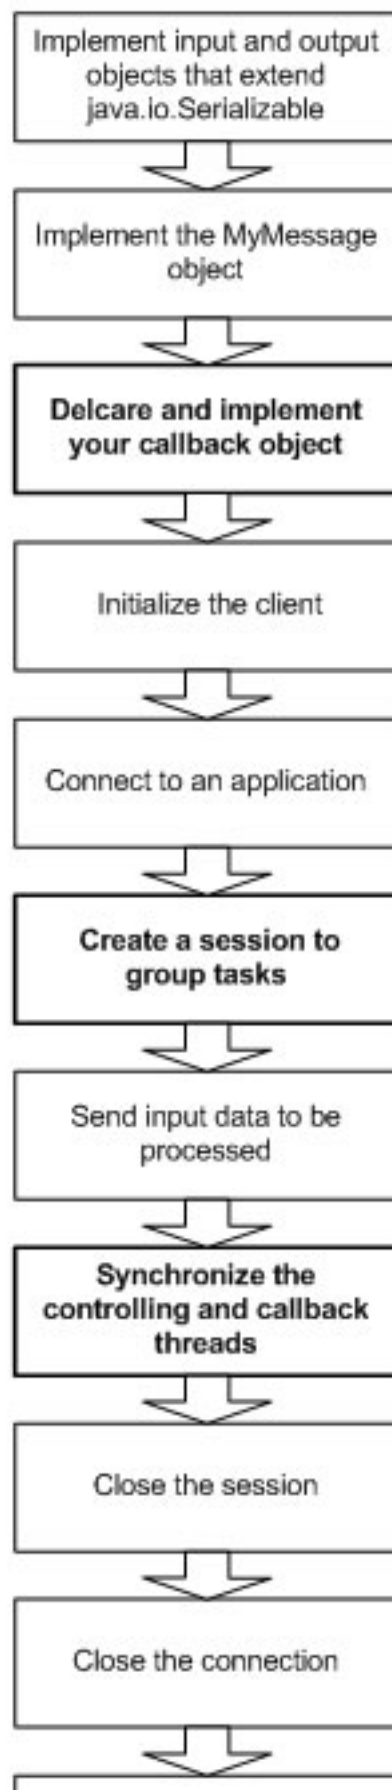 Implement input and output
objects that extend
java.io.Serializable
Implement the MyMessage
object
Delcare and implement
your callback object
Initialize the client
Connect to an application
Create a session to
group tasks
Send input data to be
processed
Synchronize the
controlling and callback
threads
Close the session
Close the connection